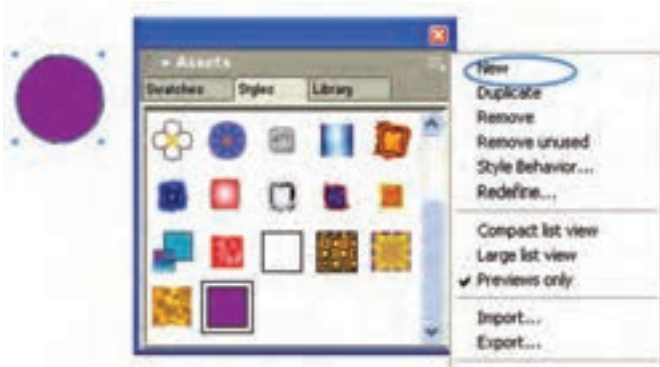 Assets
Swatches Styles Library
New
Duplicate
Remove
Remove unused
Style Behavior...
Redefine...
Compact list view
Large list view
Previews only
Import...
Export...